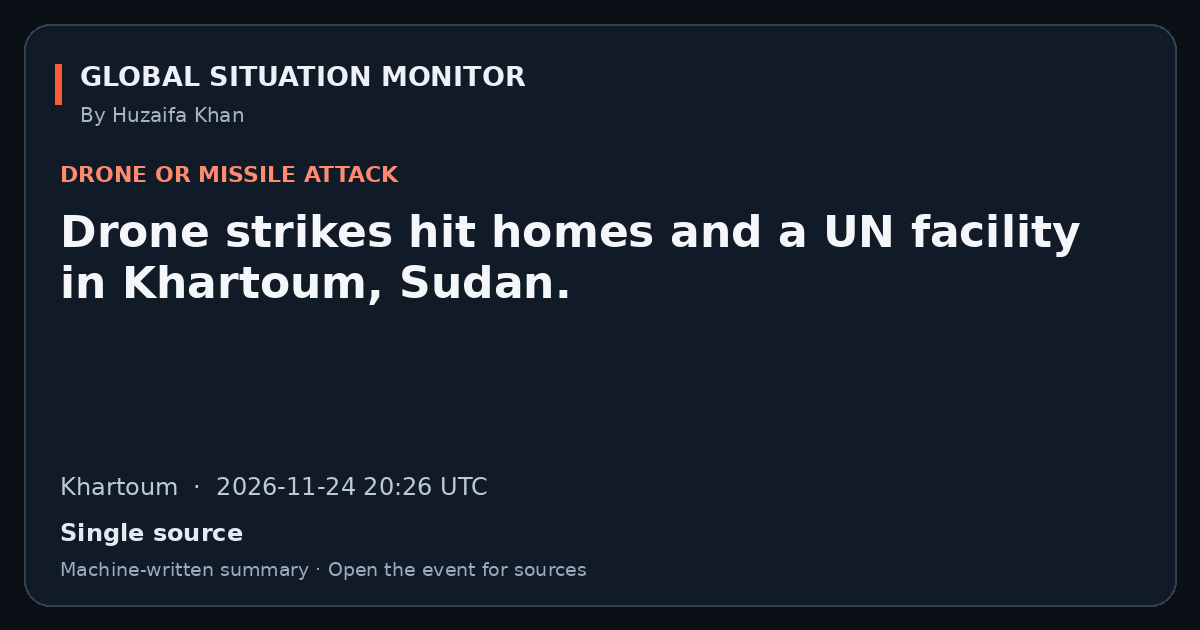 GLOBAL SITUATION MONITOR
By Huzaifa Khan
DRONE OR MISSILE ATTACK
Drone strikes hit homes and a UN facility
in Khartoum, Sudan.
Khartoum · 2026-11-24 20:26 UTC
Single source
Machine-written summary · Open the event for sources